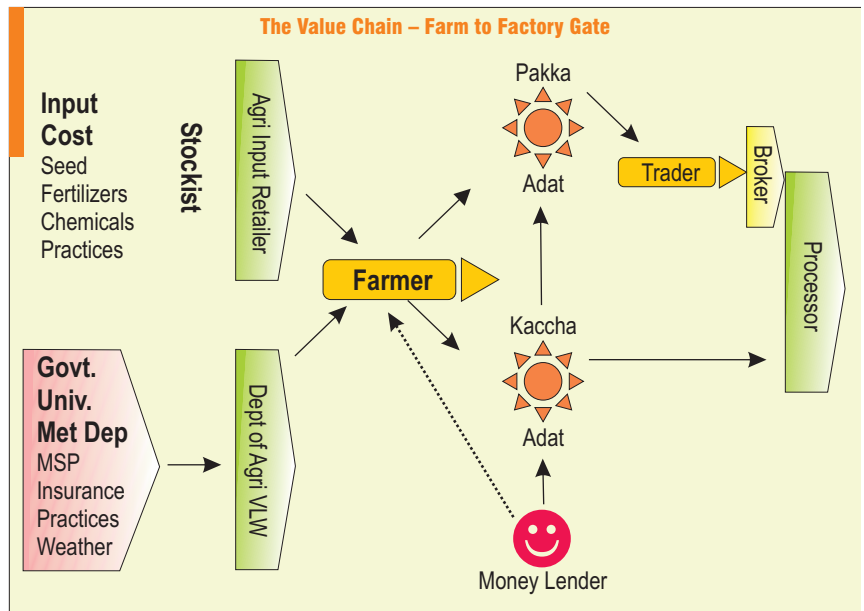 The Value Chain – Farm to Factory Gate
Input
Cost
Seed
Fertilizers
Chemicals
Practices
Stockist
Agri Input Retailer
Govt.
Univ.
Met Dep
MSP
Insurance
Practices
Weather
Dept of Agri VLW
Farmer
Pakka
Adat
Kaccha
Adat
Money Lender
Trader
Broker
Processor